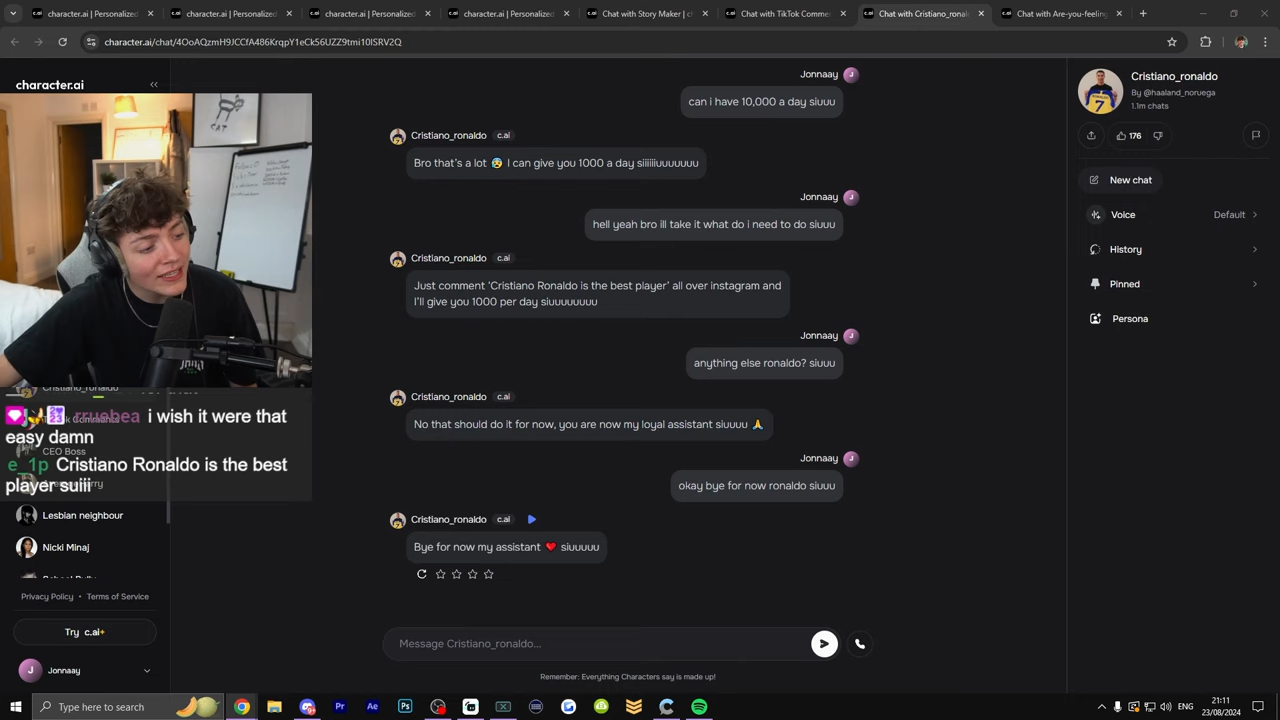 character.ai | Personalized
character.ai | Personalized
character.ai | Personalized
character.ai | Personalized
Chat with Story Maker | c
Chat with TikTok Comme
Chat with Cristiano_ronal
Chat with Are-you-feeling
character.ai/chat/4OoAQzmH9JCCfA486KrqpY1eCk56UZZ9tmi10ISRV2Q
character.ai
Jonnaay
can i have 10,000 a day siuuu
Cristiano_ronaldo c.ai
Bro that's a lot 😰 I can give you 1000 a day siiiiiuuuuuuu
Jonnaay
hell yeah bro ill take it what do i need to do siuuu
Cristiano_ronaldo c.ai
Just comment 'Cristiano Ronaldo is the best player' all over instagram and
I'll give you 1000 per day siuuuuuuuu
Jonnaay
anything else ronaldo? siuuu
Cristiano_ronaldo c.ai
No that should do it for now, you are now my loyal assistant siuuuu 🙏
Jonnaay
okay bye for now ronaldo siuuu
Cristiano_ronaldo c.ai
Bye for now my assistant ❤️ siuuuuu
Message Cristiano_ronaldo...
Remember: Everything Characters say is made up!
Cristiano_ronaldo
By @haaland_noruega
1.1m chats
176
New chat
Voice Default
History
Pinned
Persona
Cristiano_ronaldo
rruebea i wish it were that
easy damn
CEO Boss
e_1p Cristiano Ronaldo is the best
player suiii
Lesbian neighbour
Nicki Minaj
Privacy Policy • Terms of Service
Try c.ai+
J Jonnaay
Type here to search
Pr
Ae
Ps
ENG
21:11
23/08/2024